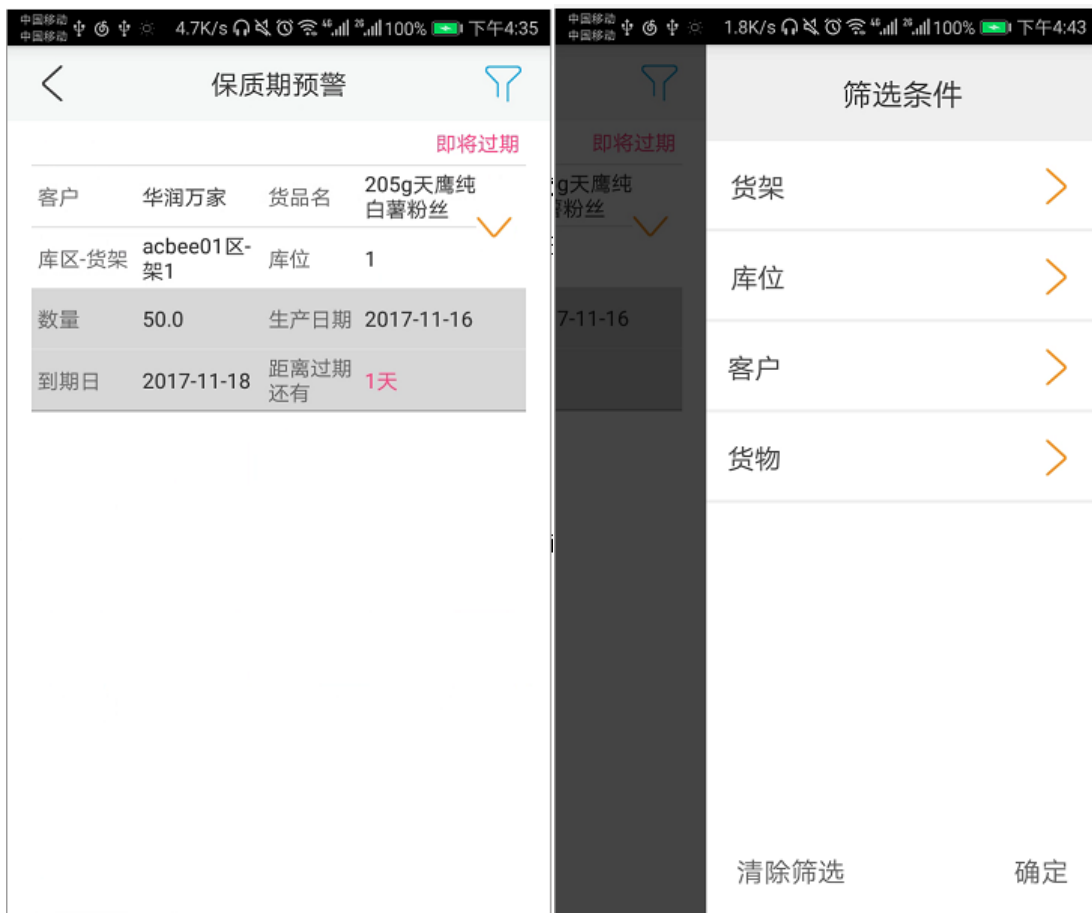 中国移动
中国移动
4.7K/s 4G 2G 100% 下午4:35
保质期预警
即将过期
客户 华润万家 货品名 205g天鹰纯
白薯粉丝
库区-货架 acbee01区-
架1 库位 1
数量 50.0 生产日期 2017-11-16
到期日 2017-11-18 距离过期
还有 1天
中国移动
中国移动
1.8K/s 4G 2G 100% 下午4:43
即将过期
g天鹰纯
薯粉丝
7-11-16
筛选条件
货架
库位
客户
货物
清除筛选 确定